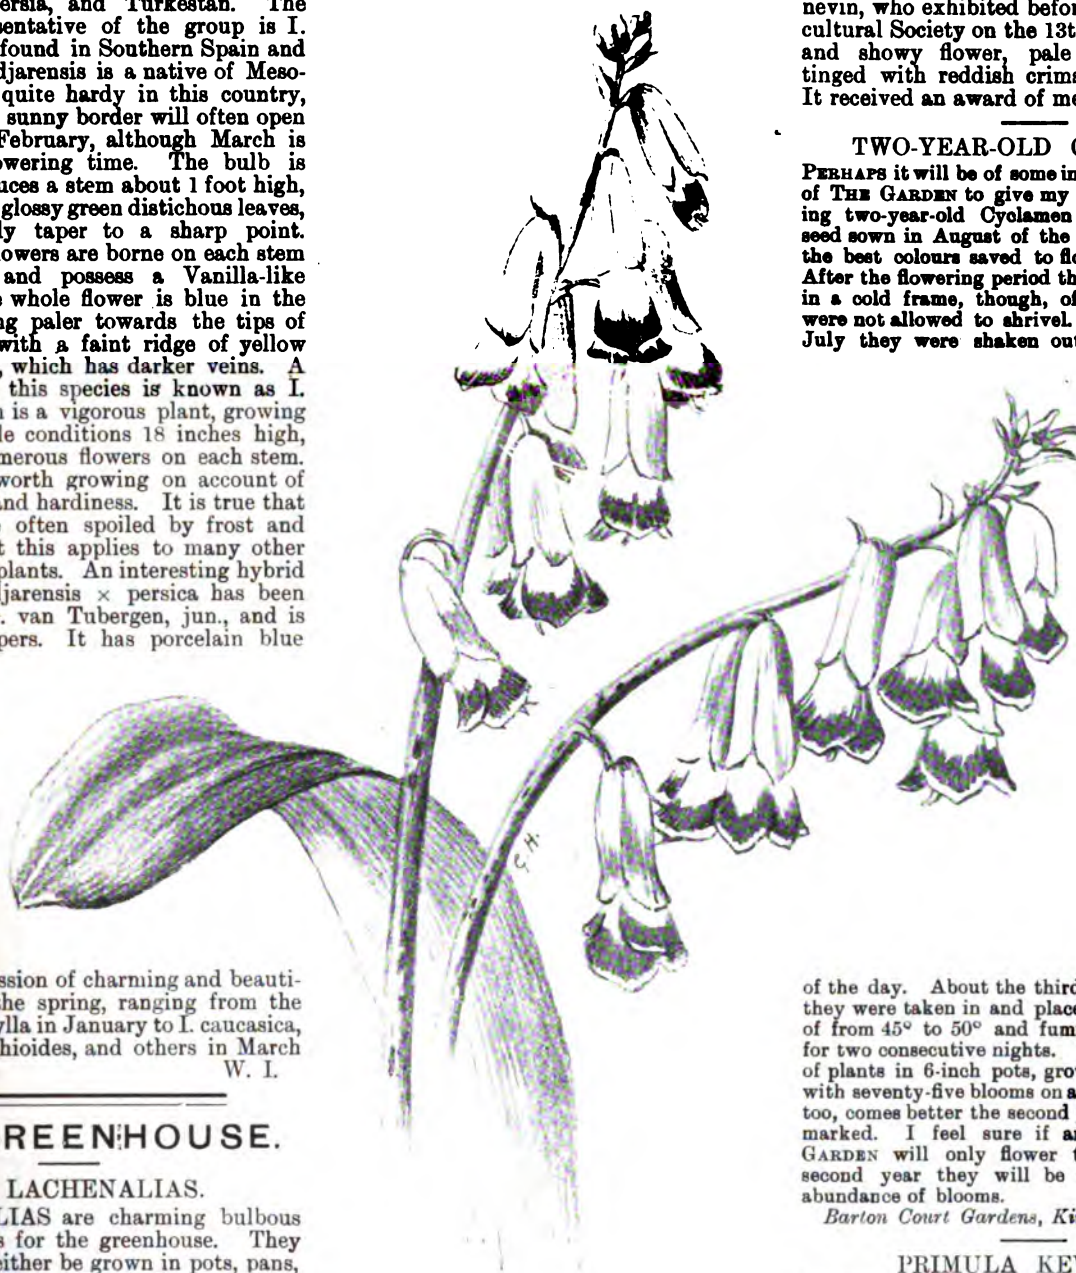 ersia, and Turkestan. The
sentative of the group is I.
found in Southern Spain and
djarensis is a native of Meso-
quite hardy in this country,
sunny border will often open
February, although March is
owering time. The bulb is
uces a stem about 1 foot high,
glossy green distichous leaves,
ly taper to a sharp point.
lowers are borne on each stem
and possess a Vanilla-like
whole flower is blue in the
ng paler towards the tips of
with a faint ridge of yellow
, which has darker veins. A
this species is known as I.
is a vigorous plant, growing
le conditions 18 inches high,
merous flowers on each stem.
worth growing on account of
and hardiness. It is true that
often spoiled by frost and
t this applies to many other
plants. An interesting hybrid
jarensis × persica has been
. van Tubergen, jun., and is
pers. It has porcelain blue
ssion of charming and beauti-
he spring, ranging from the
ylla in January to I. caucasica,
hioides, and others in March
W. I.
REENHOUSE.
LACHENALIAS.
LIAS are charming bulbous
s for the greenhouse. They
either be grown in pots, pans,
G. H.
nevin, who exhibited befor
cultural Society on the 13t
and showy flower, pale
tinged with reddish crims
It received an award of me
TWO-YEAR-OLD C
PERHAPS it will be of some in
of THE GARDEN to give my
ing two-year-old Cyclamen
seed sown in August of the
the best colours saved to flo
After the flowering period th
in a cold frame, though, of
were not allowed to shrivel.
July they were shaken out
of the day. About the third
they were taken in and place
of from 45° to 50° and fum
for two consecutive nights.
of plants in 6-inch pots, gro
with seventy-five blooms on a
too, comes better the second
marked. I feel sure if a
GARDEN will only flower t
second year they will be
abundance of blooms.
Barton Court Gardens, Ki
PRIMULA KE